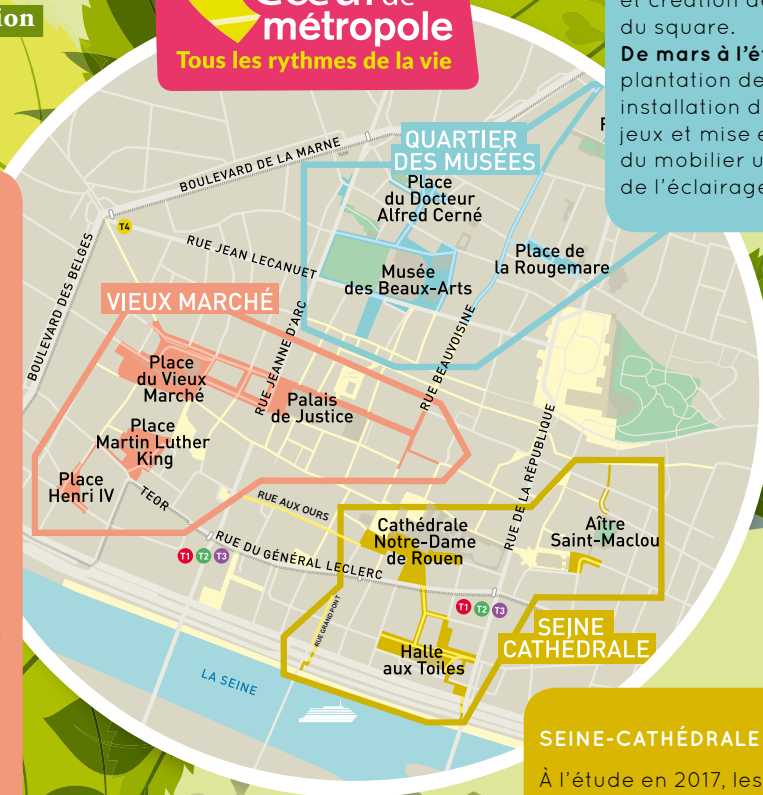 ion
Cœur de
métropole
Tous les rythmes de la vie
et création de
du square.
De mars à l'é
plantation de
installation d
jeux et mise e
du mobilier u
de l'éclairage
QUARTIER
DES MUSÉES
BOULEVARD DE LA MARNE
Place
du Docteur
Alfred Cerné
T4
RUE JEAN LECANUET
Musée
des Beaux-Arts
Place de
la Rougemare
BOULEVARD DES BELGES
VIEUX MARCHÉ
RUE JEANNE D'ARC
RUE BEAUVOISINE
Place
du Vieux
Marché
Palais
de Justice
Place
Martin Luther
King
Place
Henri IV
TEOR
RUE AUX OURS
RUE DE LA RÉPUBLIQUE
Cathédrale
Notre-Dame
de Rouen
Aître
Saint-Maclou
RUE DU GÉNÉRAL LECLERC
T1 T2 T3
T1 T2 T3
RUE GRAND PONT
SEINE
CATHÉDRALE
Halle
aux Toiles
LA SEINE
SEINE-CATHÉDRALE
À l'étude en 2017, les